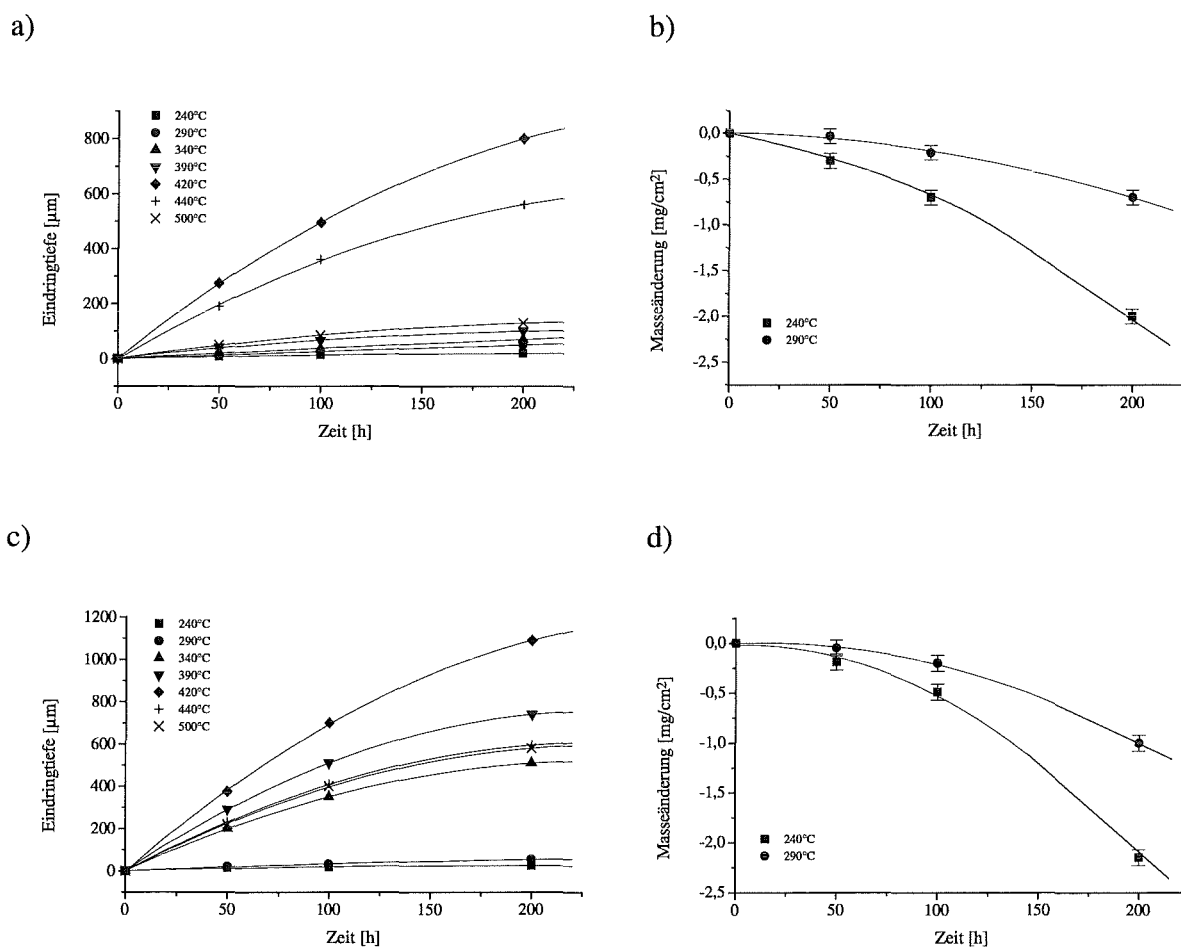 a)
240°C
290°C
340°C
390°C
420°C
440°C
500°C
800
600
400
200
0
Eindringtiefe [µm]
0 50 100 150 200
Zeit [h]
b)
0,0
-0,5
-1,0
-1,5
-2,0
-2,5
Masseänderung [mg/cm²]
240°C
290°C
0 50 100 150 200
Zeit [h]
c)
1200
1000
800
600
400
200
0
Eindringtiefe [µm]
240°C
290°C
340°C
390°C
420°C
440°C
500°C
0 50 100 150 200
Zeit [h]
d)
0,0
-0,5
-1,0
-1,5
-2,0
-2,5
Masseänderung [mg/cm²]
240°C
290°C
0 50 100 150 200
Zeit [h]